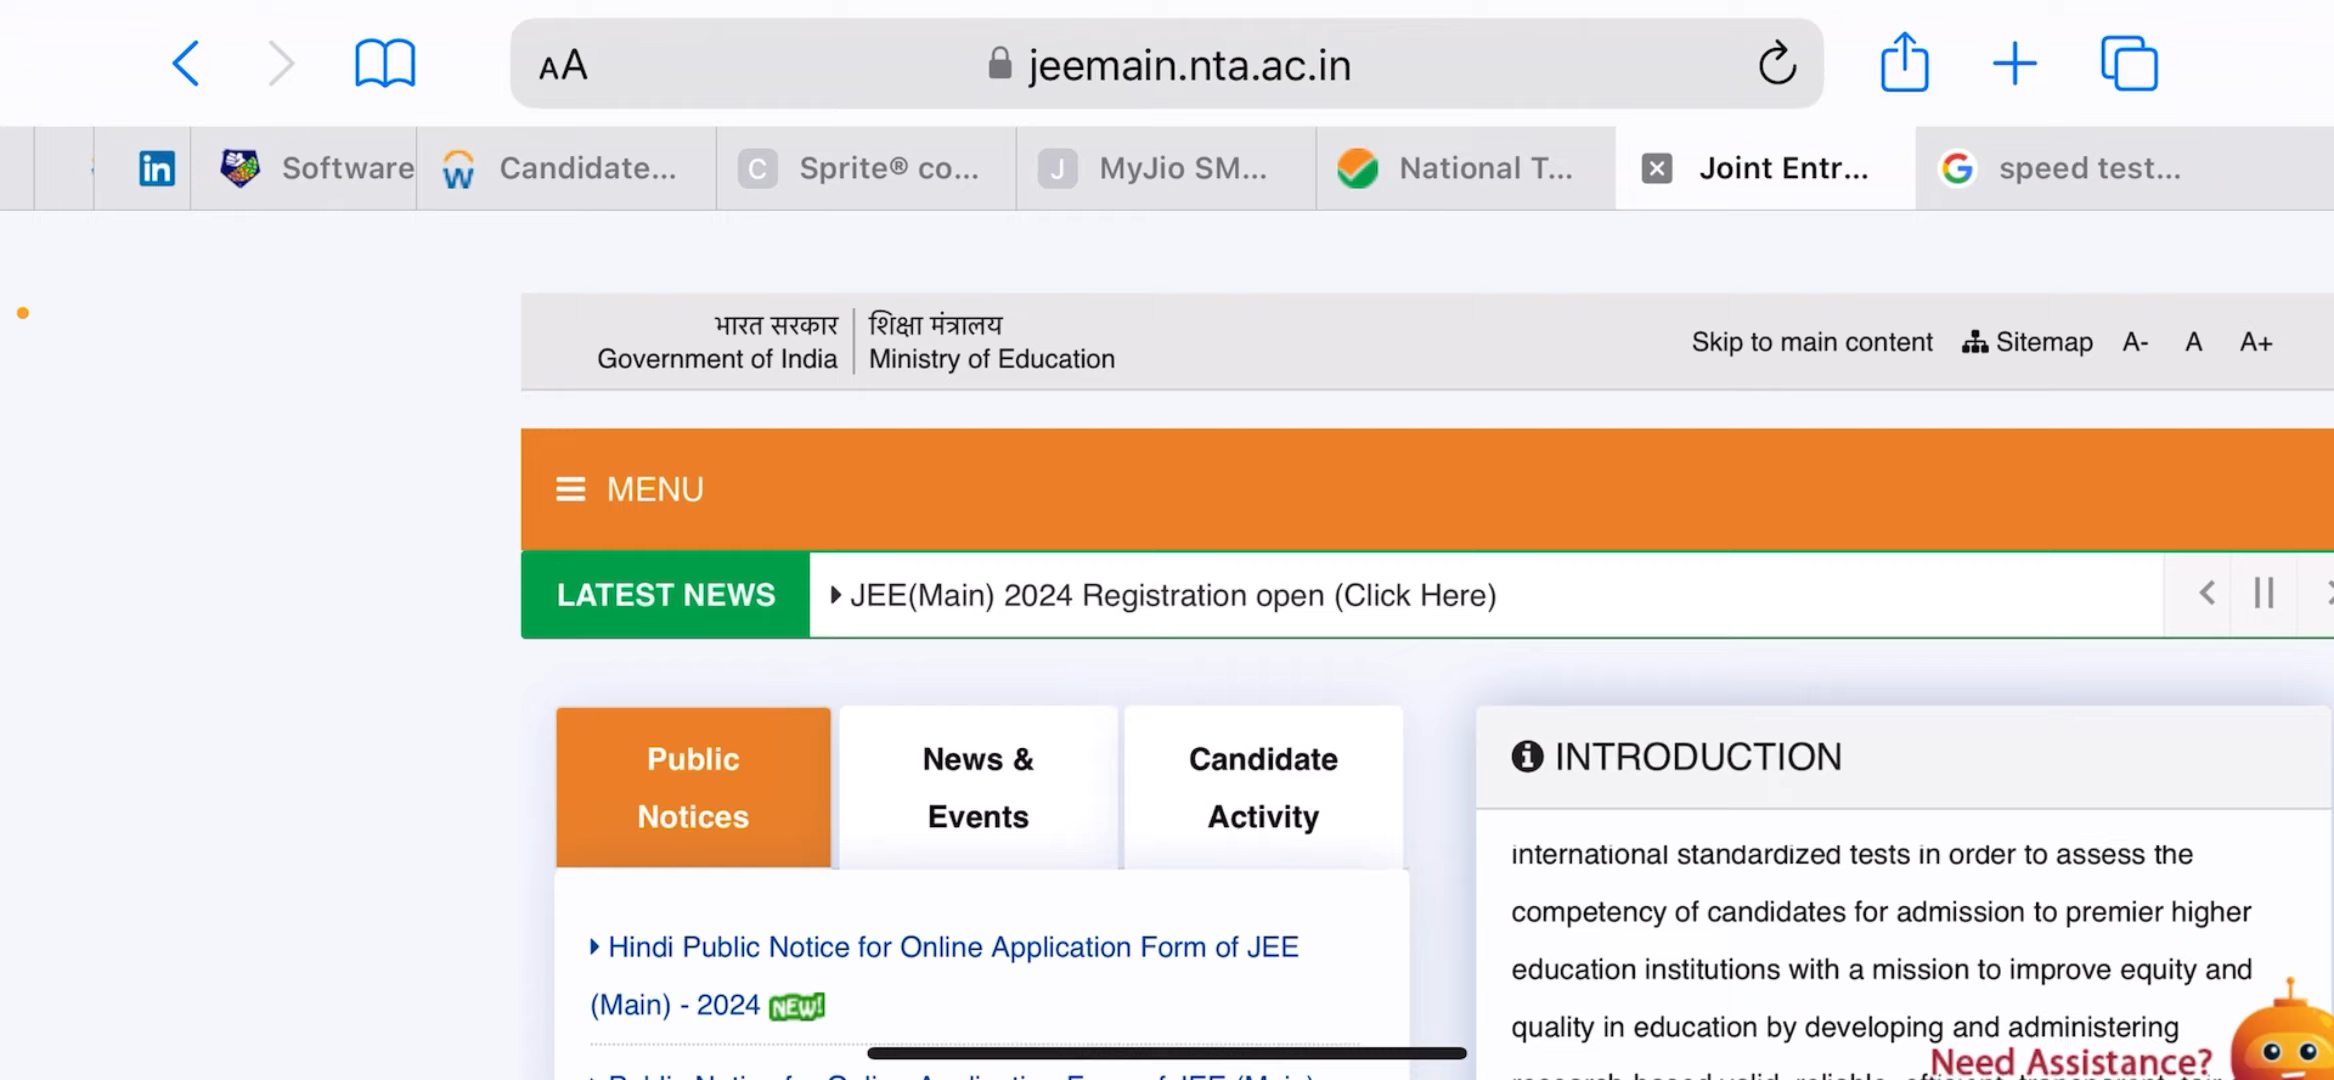 AA jeemain.nta.ac.in
in Software Candidate... C Sprite® co... J MyJio SM... National T... Joint Entr... G speed test...
भारत सरकार शिक्षा मंत्रालय
Government of India Ministry of Education
Skip to main content Sitemap A- A A+
MENU
LATEST NEWS JEE(Main) 2024 Registration open (Click Here)
Public
Notices
News &
Events
Candidate
Activity
Hindi Public Notice for Online Application Form of JEE
(Main) - 2024 NEW!
INTRODUCTION
international standardized tests in order to assess the
competency of candidates for admission to premier higher
education institutions with a mission to improve equity and
quality in education by developing and administering
Need Assistance?